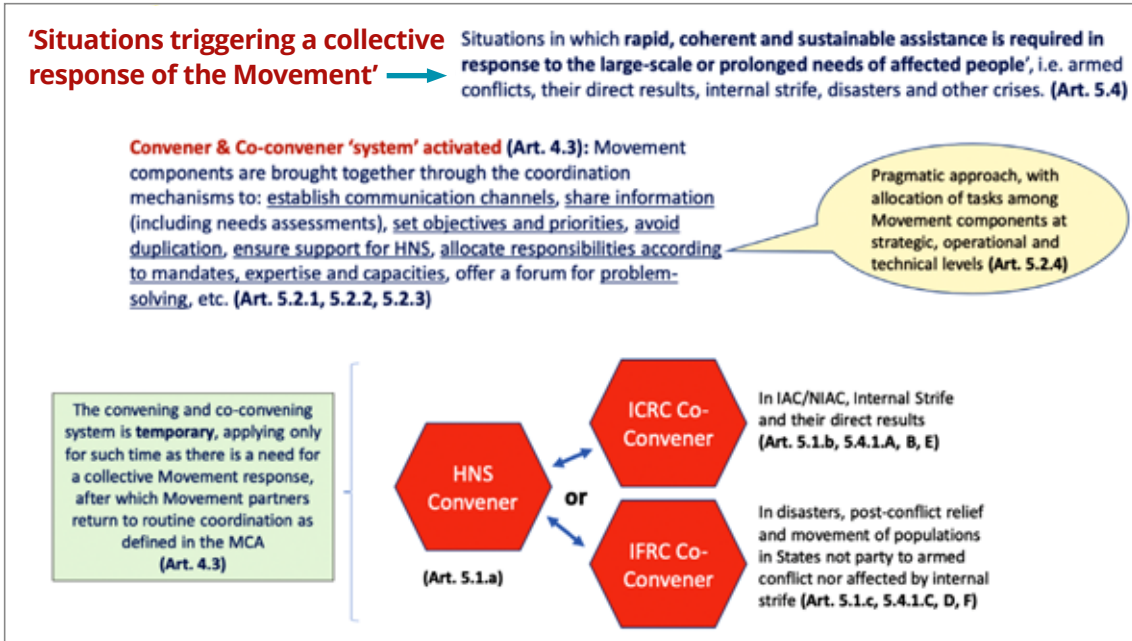 ‘Situations triggering a collective
response of the Movement’
Situations in which rapid, coherent and sustainable assistance is required in
response to the large-scale or prolonged needs of affected people’, i.e. armed
conflicts, their direct results, internal strife, disasters and other crises. (Art. 5.4)
Convener & Co-convener ‘system’ activated (Art. 4.3): Movement
components are brought together through the coordination
mechanisms to: establish communication channels, share information
(including needs assessments), set objectives and priorities, avoid
duplication, ensure support for HNS, allocate responsibilities according
to mandates, expertise and capacities, offer a forum for problem-
solving, etc. (Art. 5.2.1, 5.2.2, 5.2.3)
Pragmatic approach, with
allocation of tasks among
Movement components at
strategic, operational and
technical levels (Art. 5.2.4)
The convening and co-convening
system is temporary, applying only
for such time as there is a need for
a collective Movement response,
after which Movement partners
return to routine coordination as
defined in the MCA
(Art. 4.3)
HNS
Convener
(Art. 5.1.a)
or
ICRC Co-
Convener
In IAC/NIAC, Internal Strife
and their direct results
(Art. 5.1.b, 5.4.1.A, B, E)
IFRC Co-
Convener
In disasters, post-conflict relief
and movement of populations
in States not party to armed
conflict nor affected by internal
strife (Art. 5.1.c, 5.4.1.C, D, F)